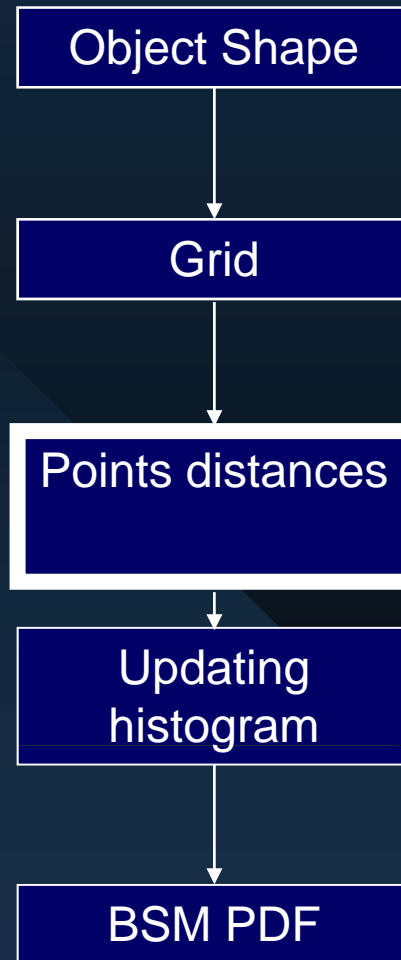 Object Shape
Grid
Points distances
Updating
histogram
BSM PDF